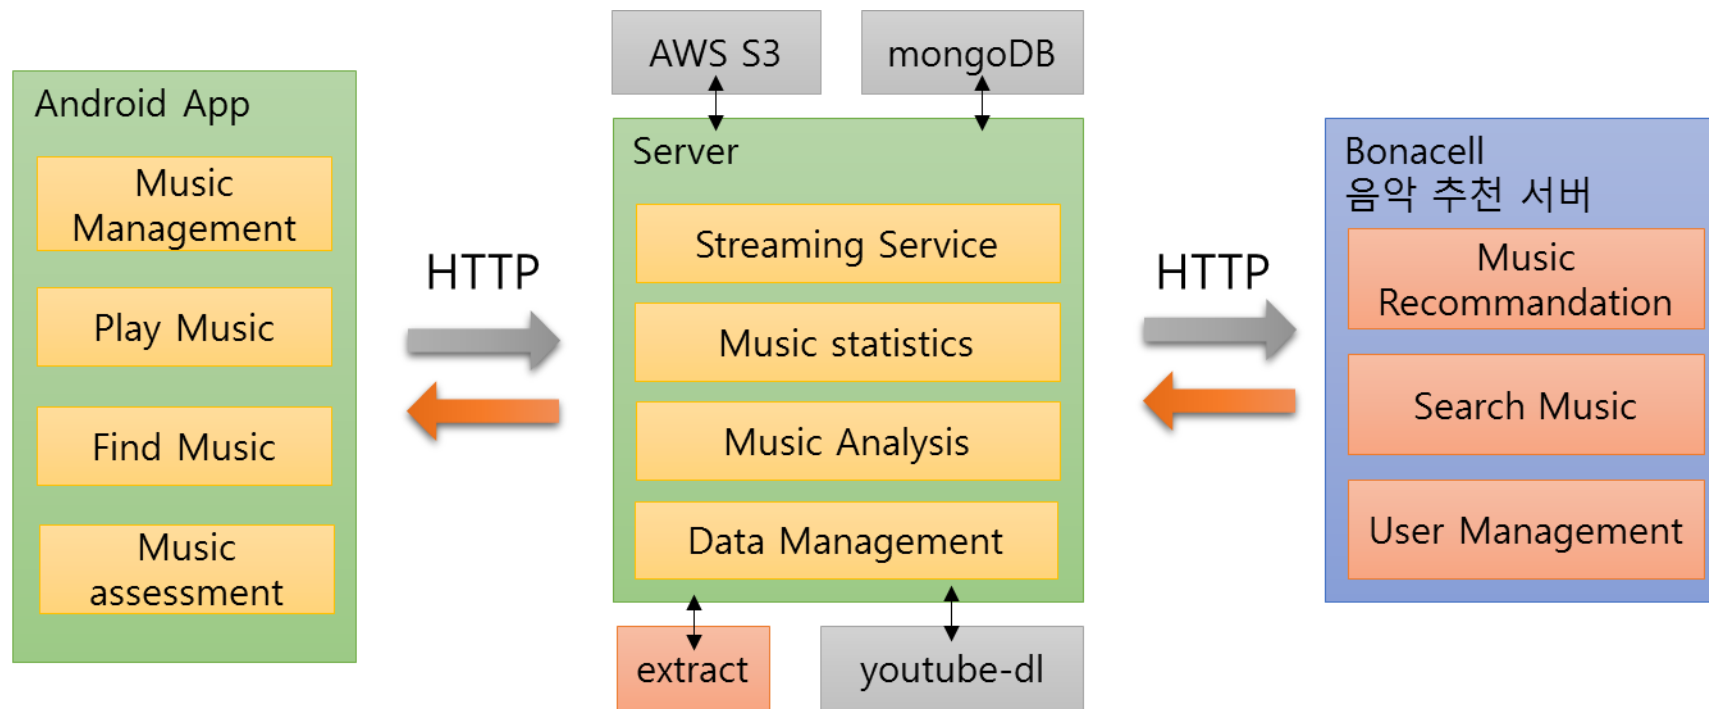 AWS S3
mongoDB
Android App
Music
Management
Play Music
Find Music
Music
assessment
HTTP
Server
Streaming Service
Music statistics
Music Analysis
Data Management
extract
youtube-dl
HTTP
Bonacell
음악 추천 서버
Music
Recommandation
Search Music
User Management